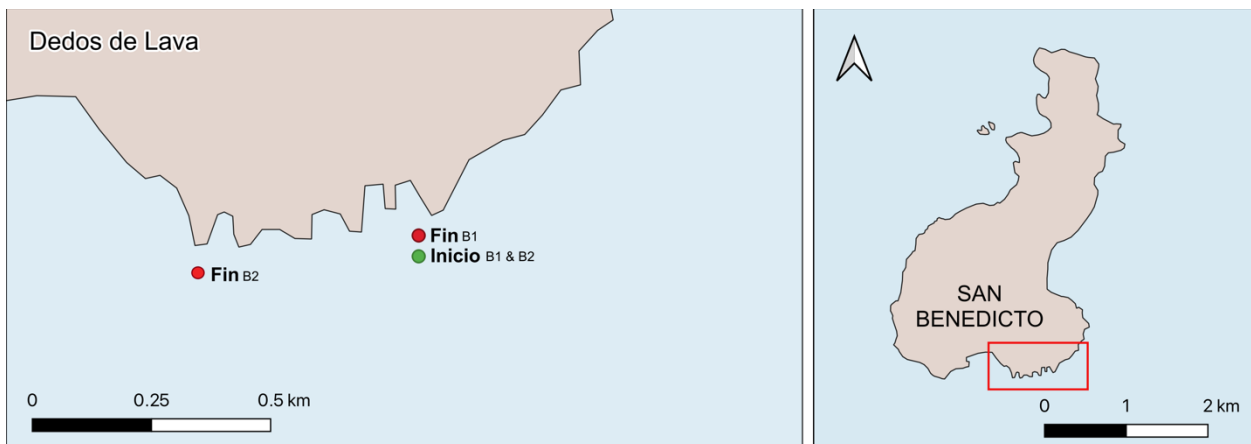 Dedos de Lava
Fin B1
Inicio B1 & B2
Fin B2
0 0.25 0.5 km
SAN
BENEDICTO
0 1 2 km